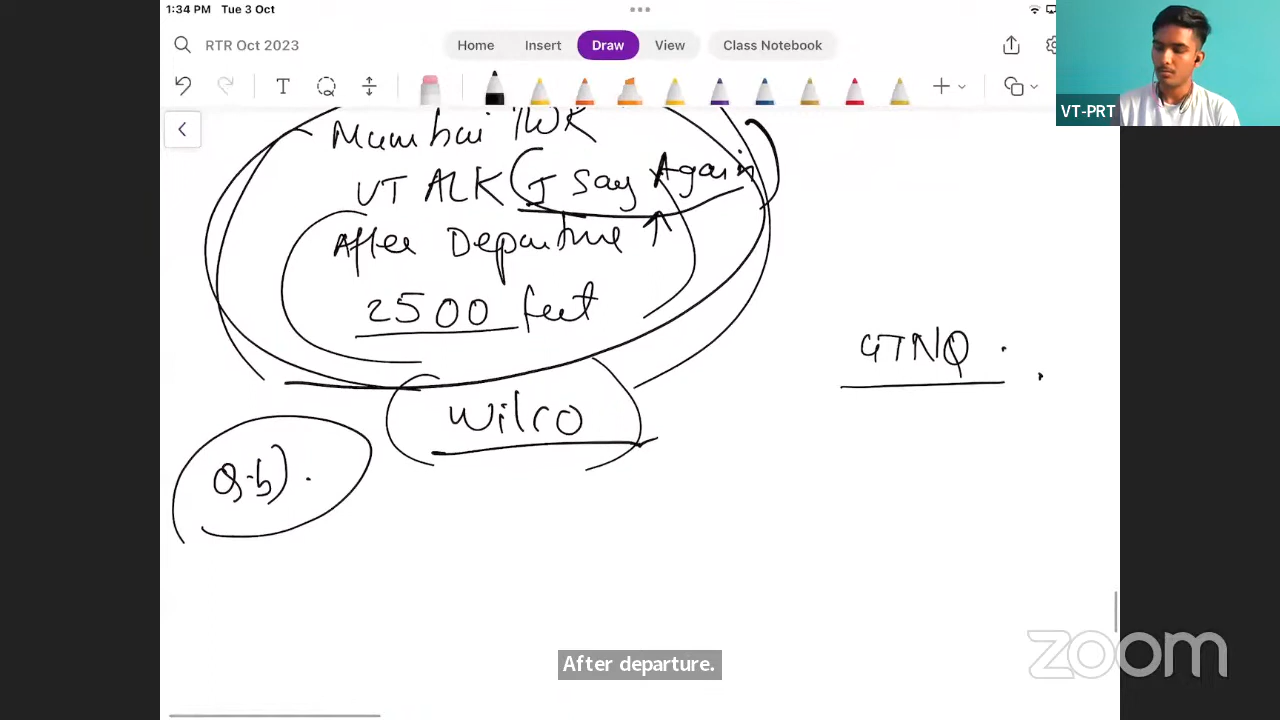 1:34 PM Tue 3 Oct
RTR Oct 2023
Home Insert Draw View Class Notebook
VT-PRT
Mumbai TWR
VT ALK I Say Again
After Departure
2500 feet
GTNQ.
Wilco
Q.b).
After departure.
zoom